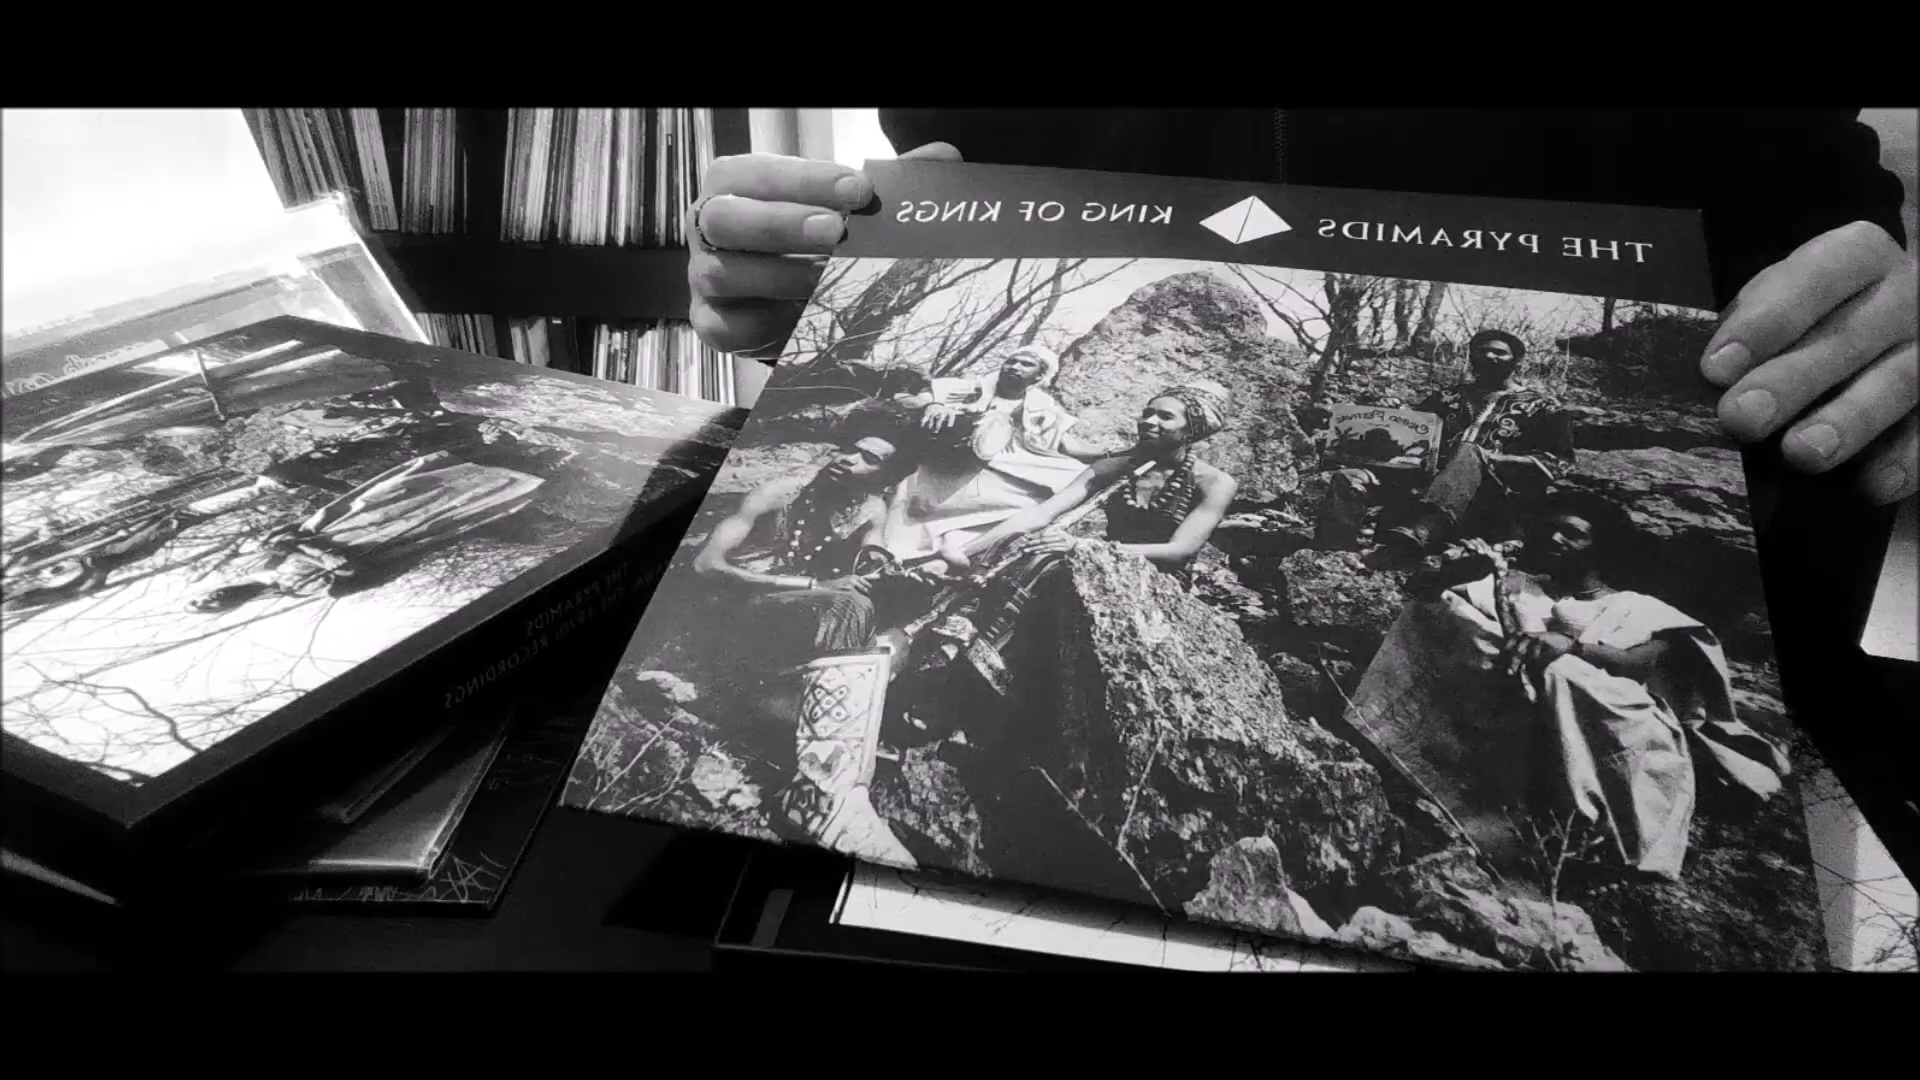 THE PYRAMIDS KING OF KINGS
THE PYRAMIDS
THE 1970s RECORDINGS